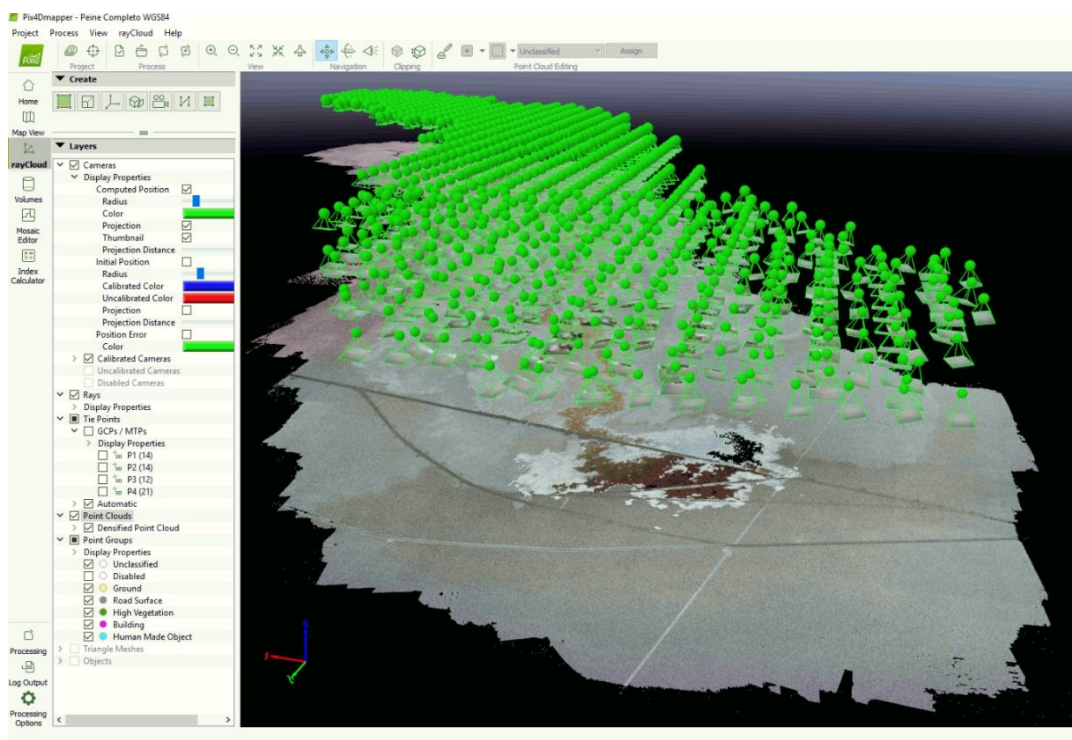 Pix4Dmapper - Peine Completo WGS84
Project Process View rayCloud Help
PIX4D
Project Process View Navigation Clipping Point Cloud Editing
Unclassified Assign
Home
Map View
rayCloud
Volumes
Mosaic
Editor
Index
Calculator
Processing
Log Output
Processing
Options
Create
Layers
Cameras
Display Properties
Computed Position
Radius
Color
Projection
Thumbnail
Projection Distance
Initial Position
Radius
Calibrated Color
Uncalibrated Color
Projection
Projection Distance
Position Error
Color
Calibrated Cameras
Uncalibrated Cameras
Disabled Cameras
Rays
Display Properties
Tie Points
GCPs / MTPs
Display Properties
3D P1 (14)
3D P2 (14)
3D P3 (12)
3D P4 (21)
Automatic
Point Clouds
Densified Point Cloud
Point Groups
Display Properties
Unclassified
Disabled
Ground
Road Surface
High Vegetation
Building
Human Made Object
Triangle Meshes
Objects